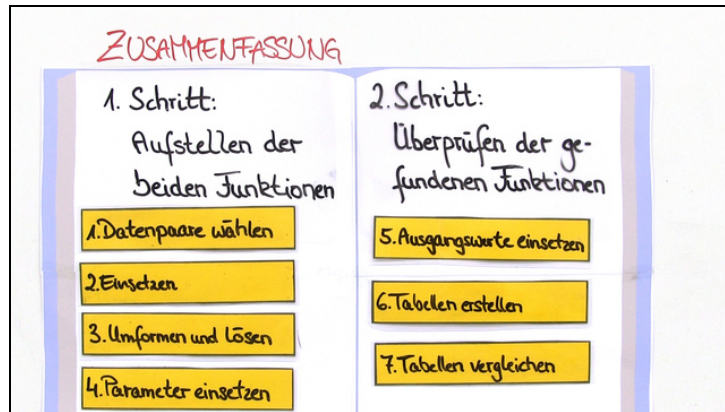 ZUSAMMENFASSUNG
1. Schritt:
Aufstellen der
beiden Funktionen
1. Datenpaare wählen
2. Einsetzen
3. Umformen und Lösen
4. Parameter einsetzen
2. Schritt:
Überprüfen der ge-
fundenen Funktionen
5. Ausgangswerte einsetzen
6. Tabellen erstellen
7. Tabellen vergleichen